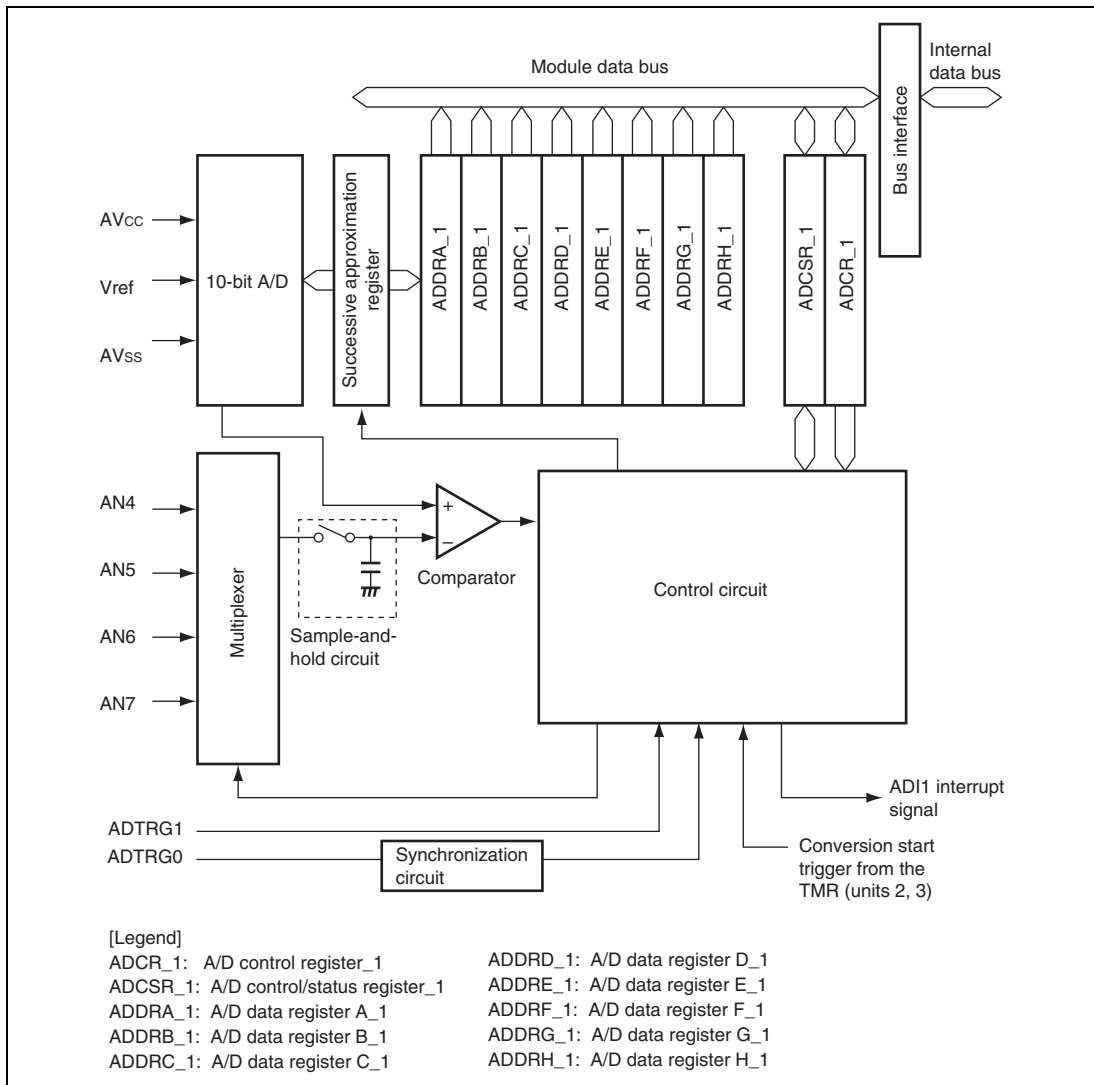 Module data bus
Internal
data bus
Bus interface
AVCC
Vref
AVSS
10-bit A/D
Successive approximation
register
ADDRA_1
ADDRB_1
ADDRC_1
ADDRD_1
ADDRE_1
ADDRF_1
ADDRG_1
ADDRH_1
ADCSR_1
ADCR_1
AN4
AN5
AN6
AN7
Multiplexer
+
−
Comparator
Sample-and-
hold circuit
Control circuit
ADI1 interrupt
signal
ADTRG1
ADTRG0
Synchronization
circuit
Conversion start
trigger from the
TMR (units 2, 3)
[Legend]
ADCR_1: A/D control register_1
ADCSR_1: A/D control/status register_1
ADDRA_1: A/D data register A_1
ADDRB_1: A/D data register B_1
ADDRC_1: A/D data register C_1
ADDRD_1: A/D data register D_1
ADDRE_1: A/D data register E_1
ADDRF_1: A/D data register F_1
ADDRG_1: A/D data register G_1
ADDRH_1: A/D data register H_1